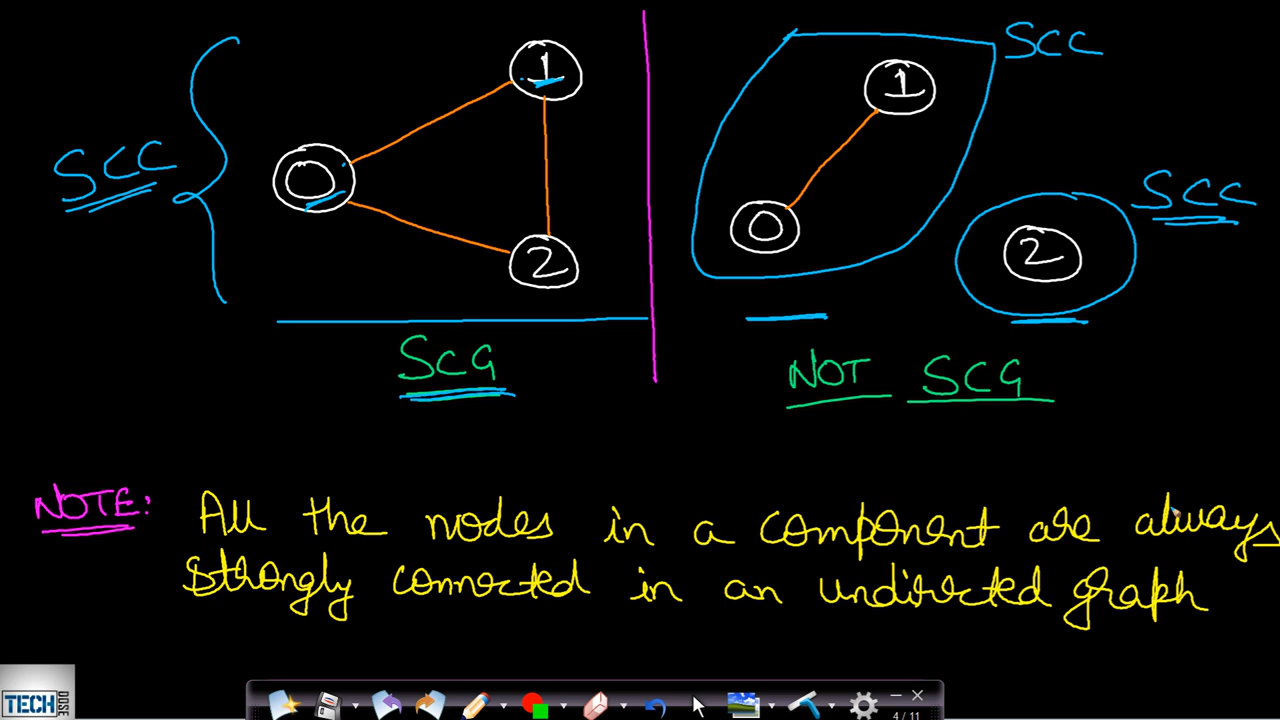 SCC
1
0
2
SCG
SCC
1
0
SCC
2
NOT SCG
NOTE: All the nodes in a component are always
strongly connected in an undirected graph
TECH DOSE
4/11